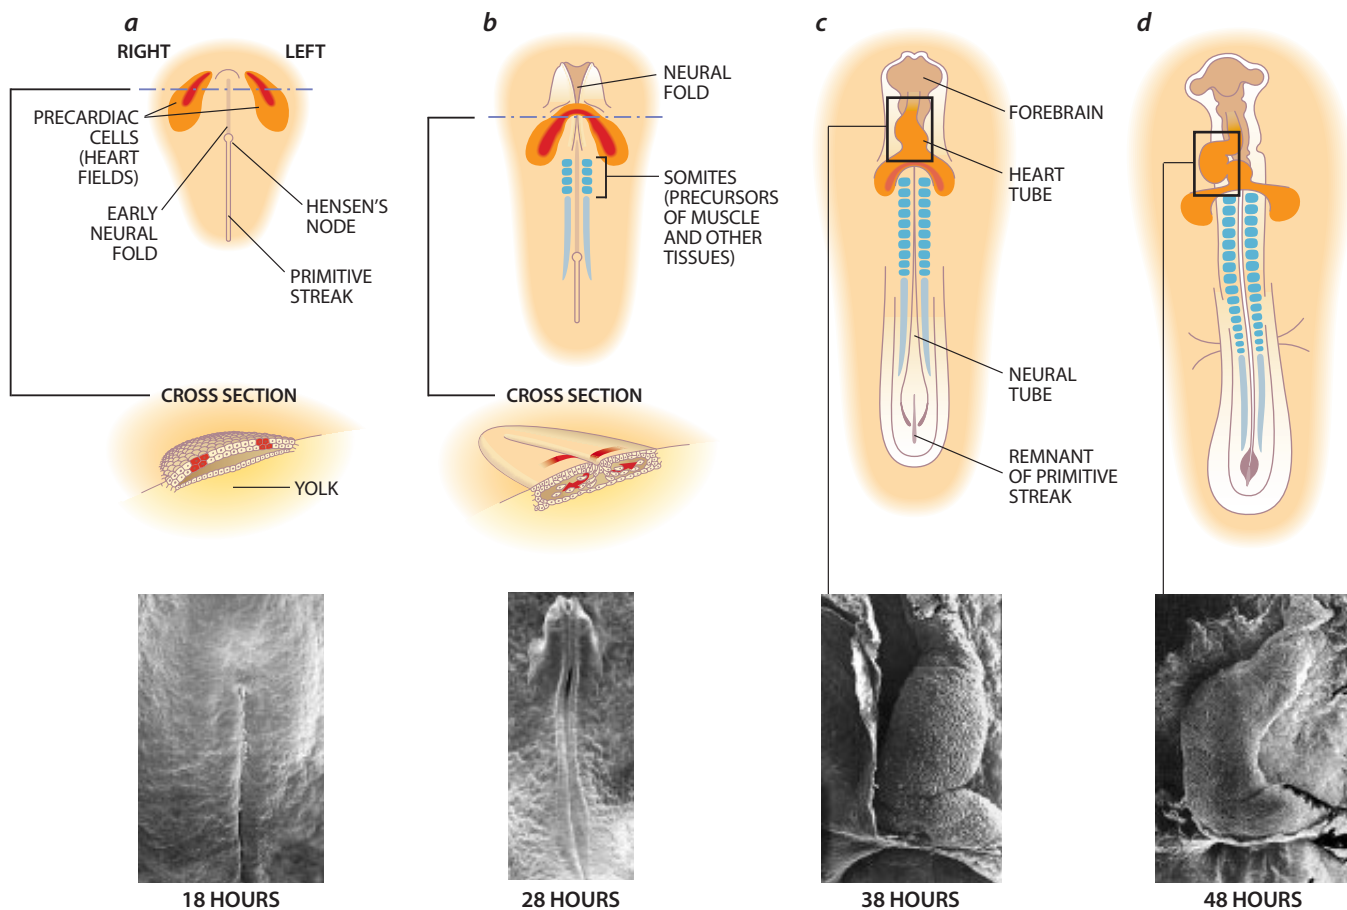 a
RIGHT
LEFT
PRECARDIAC
CELLS
(HEART
FIELDS)
EARLY
NEURAL
FOLD
HENSEN'S
NODE
PRIMITIVE
STREAK
CROSS SECTION
YOLK
18 HOURS
b
NEURAL
FOLD
SOMITES
(PRECURSORS
OF MUSCLE
AND OTHER
TISSUES)
CROSS SECTION
28 HOURS
c
FOREBRAIN
HEART
TUBE
NEURAL
TUBE
REMNANT
OF PRIMITIVE
STREAK
38 HOURS
d
48 HOURS